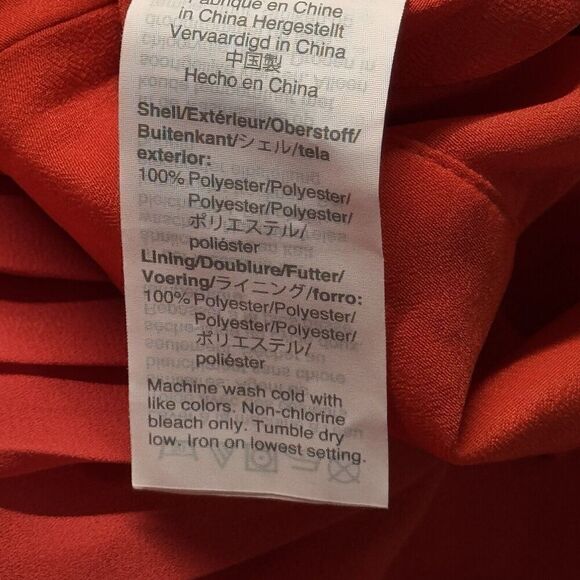 Fabriqué en Chine
in China Hergestellt
Vervaardigd in China
中国製
Hecho en China
Shell/Extérieur/Oberstoff/
Buitenkant/シェル/tela
exterior:
100% Polyester/Polyester/
Polyester/Polyester/
ポリエステル/
poliéster
Lining/Doublure/Futter/
Voering/ライニング/forro:
100% Polyester/Polyester/
Polyester/Polyester/
ポリエステル/
poliéster
Machine wash cold with
like colors. Non-chlorine
bleach only. Tumble dry
low. Iron on lowest setting.